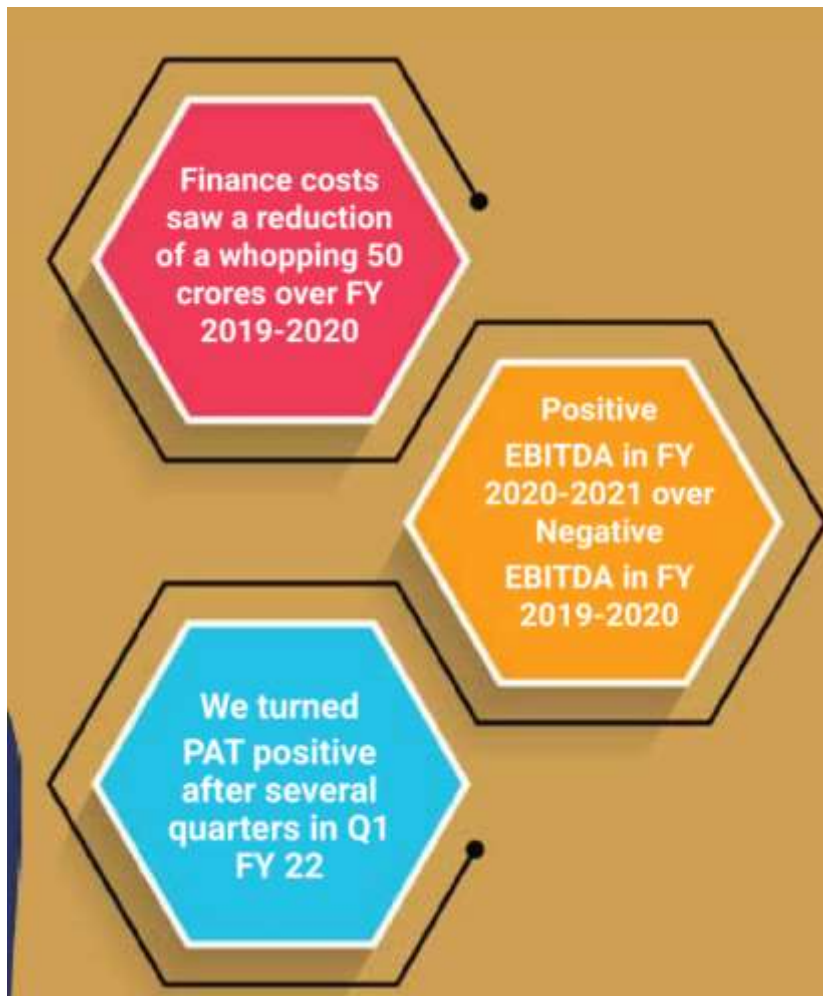 Finance costs
saw a reduction
of a whopping 50
crores over FY
2019-2020
Positive
EBITDA in FY
2020-2021 over
Negative
EBITDA in FY
2019-2020
We turned
PAT positive
after several
quarters in Q1
FY 22